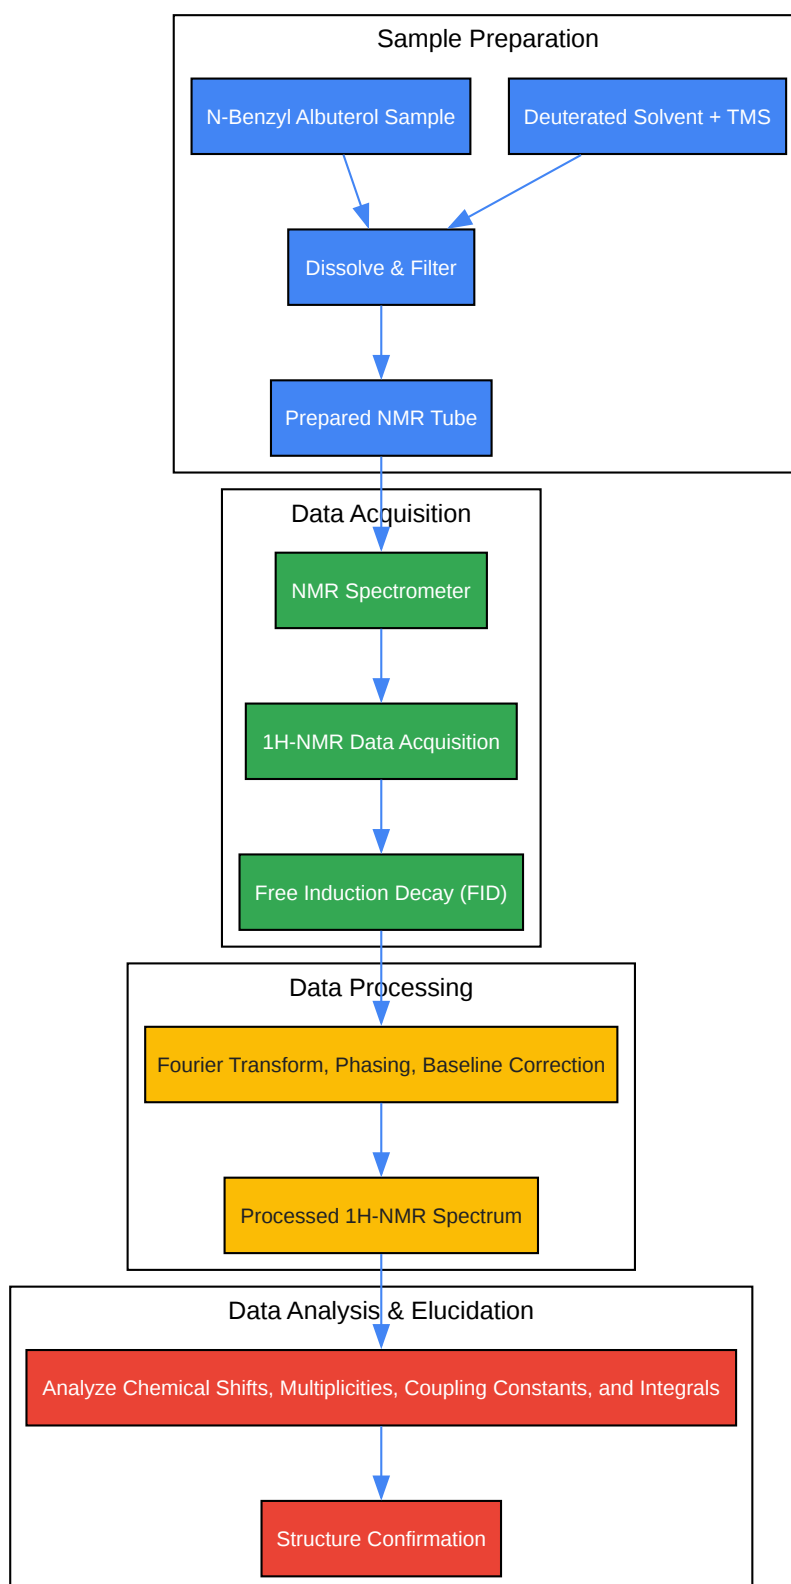 Sample Preparation
N-Benzyl Albuterol Sample
Deuterated Solvent + TMS
Dissolve & Filter
Prepared NMR Tube
Data Acquisition
NMR Spectrometer
1H-NMR Data Acquisition
Free Induction Decay (FID)
Data Processing
Fourier Transform, Phasing, Baseline Correction
Processed 1H-NMR Spectrum
Data Analysis & Elucidation
Analyze Chemical Shifts, Multiplicities, Coupling Constants, and Integrals
Structure Confirmation